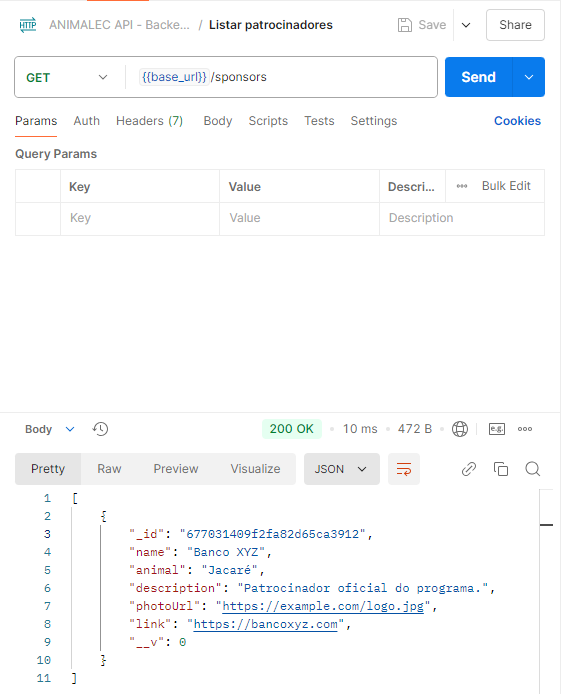 HTTP ANIMALEC API - Backe... / Listar patrocinadores Save Share
GET {{base_url}} /sponsors Send
Params Auth Headers (7) Body Scripts Tests Settings Cookies
Query Params
Key Value Descri... Bulk Edit
Key Value Description
Body 200 OK 10 ms 472 B e.g.
Pretty Raw Preview Visualize JSON
1 [
2 {
3 "_id": "677031409f2fa82d65ca3912",
4 "name": "Banco XYZ",
5 "animal": "Jacaré",
6 "description": "Patrocinador oficial do programa.",
7 "photoUrl": "https://example.com/logo.jpg",
8 "link": "https://bancoxyz.com",
9 "__v": 0
10 }
11 ]